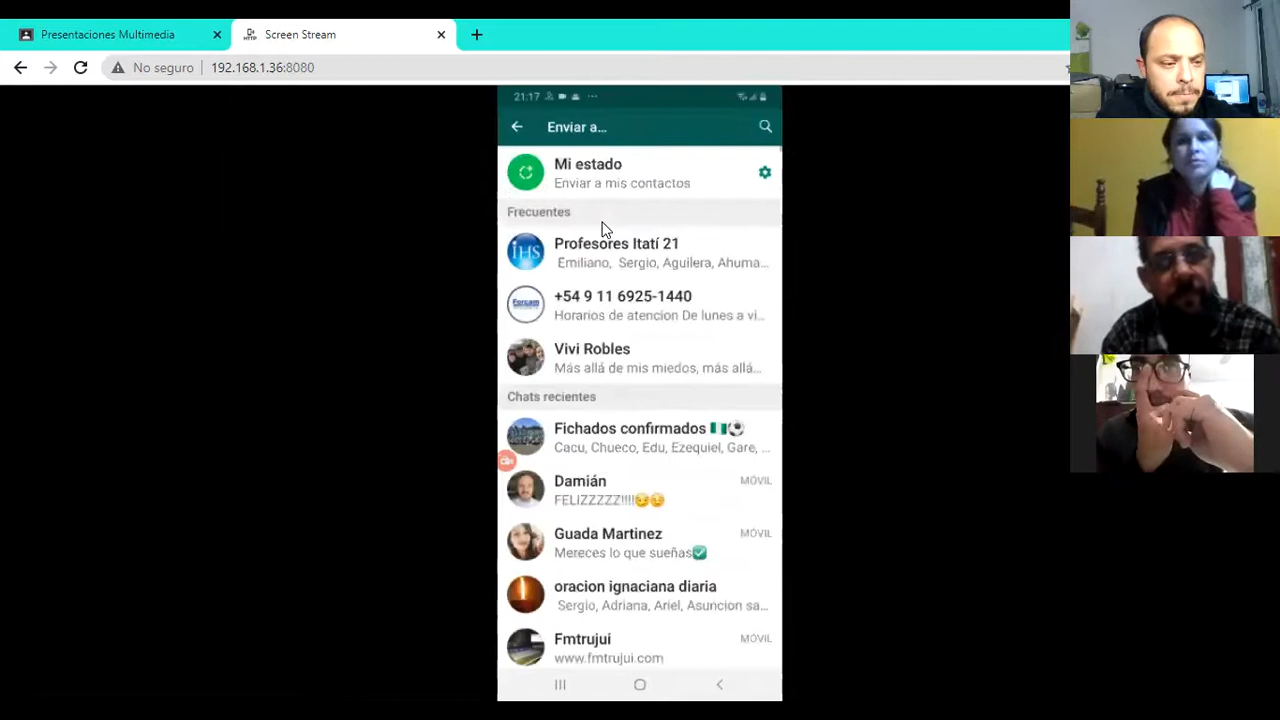 Presentaciones Multimedia
Screen Stream
No seguro
192.168.1.36:8080
21:17
Enviar a...
Mi estado
Enviar a mis contactos
Frecuentes
IHS
Profesores Itatí 21
Emiliano, Sergio, Aguilera, Ahuma...
Forcam
+54 9 11 6925-1440
Horarios de atencion De lunes a vi...
Vivi Robles
Más allá de mis miedos, más allá...
Chats recientes
Fichados confirmados 🇳🇬⚽
Cacu, Chueco, Edu, Ezequiel, Gare, ...
Damián MÓVIL
FELIZZZZZ!!!!😏☺️
Guada Martinez MÓVIL
Mereces lo que sueñas✅
oracion ignaciana diaria
Sergio, Adriana, Ariel, Asuncion sa...
Fmtrujui MÓVIL
www.fmtrujui.com